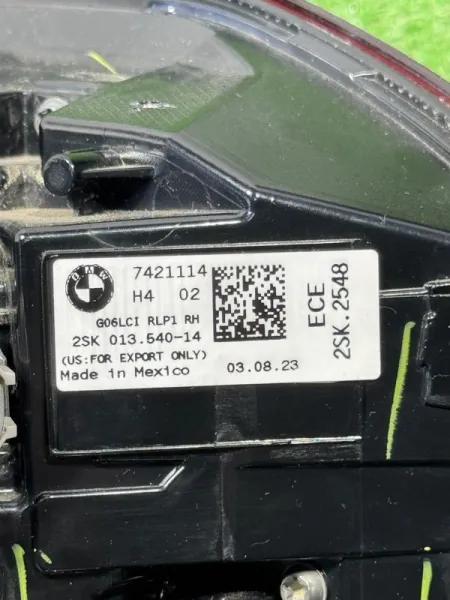 BMW
7421114
H4 02
G06LCI RLP1 RH
2SK 013.540-14
(US:FOR EXPORT ONLY)
Made in Mexico
03.08.23
ECE
2SK.2548